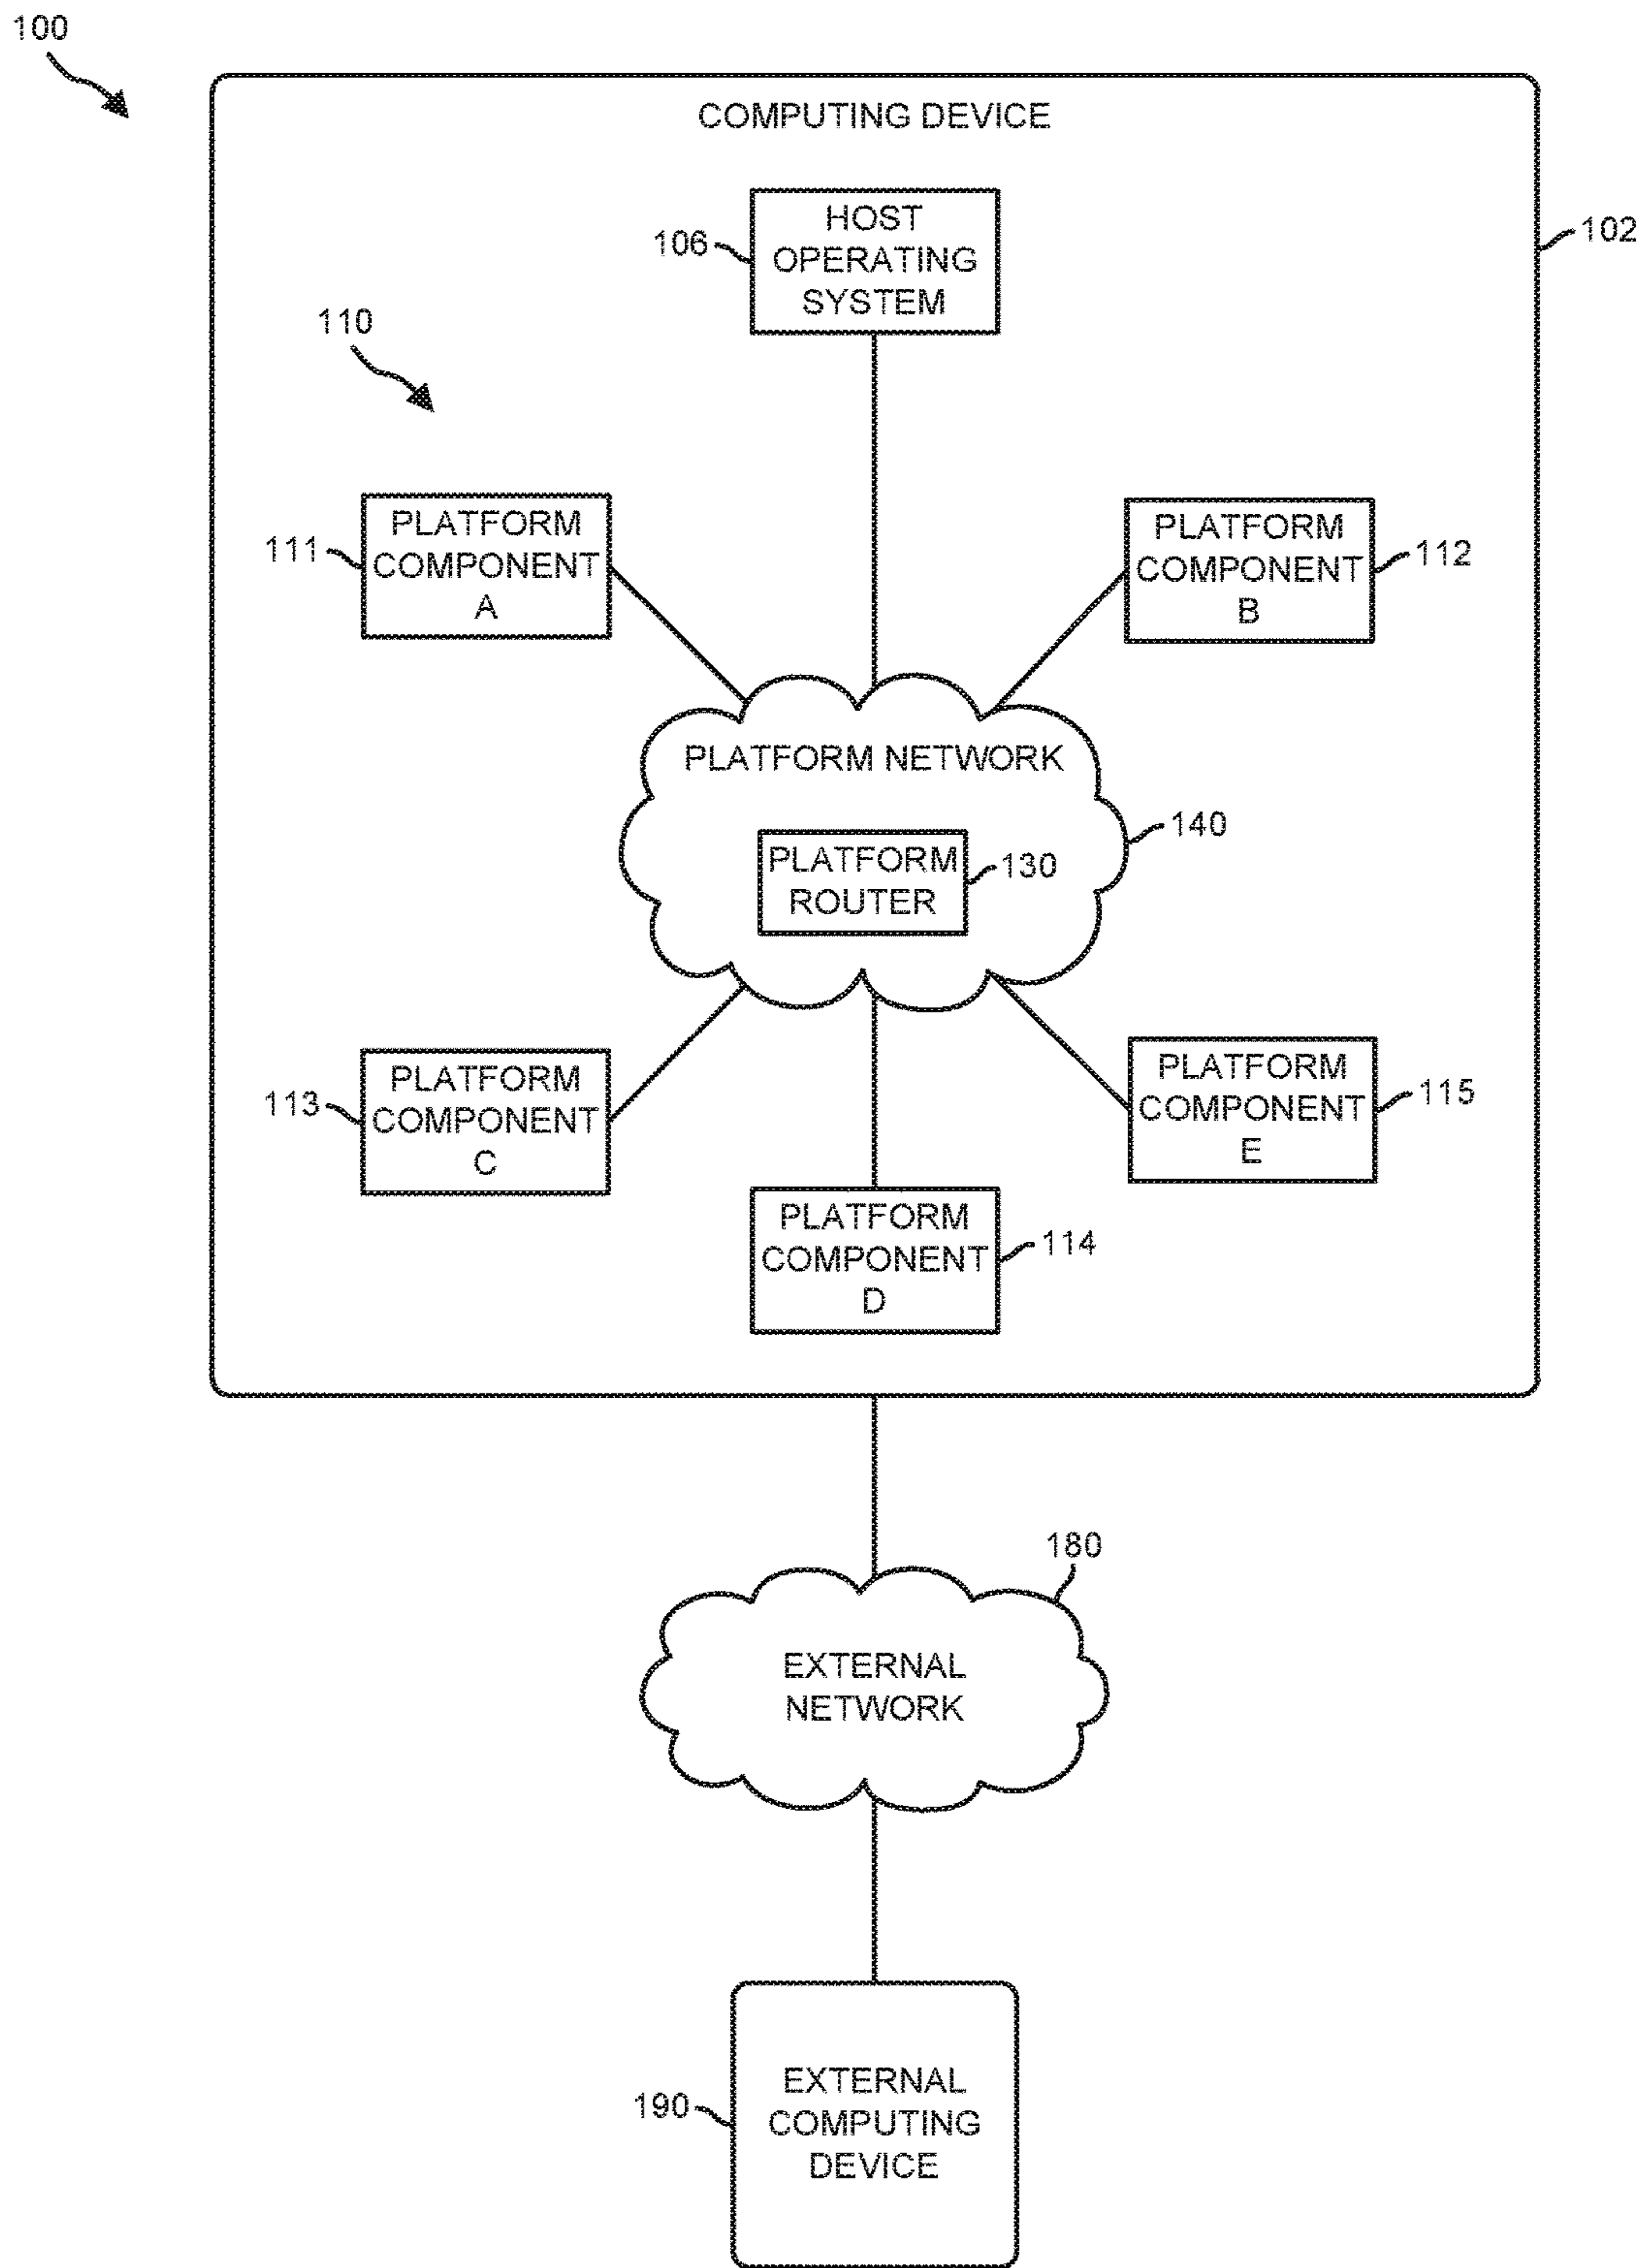 100
COMPUTING DEVICE
102
HOST
OPERATING
SYSTEM
106
110
PLATFORM
COMPONENT
A
111
PLATFORM
COMPONENT
B
112
PLATFORM NETWORK
140
PLATFORM
ROUTER
130
PLATFORM
COMPONENT
C
113
PLATFORM
COMPONENT
E
115
PLATFORM
COMPONENT
D
114
180
EXTERNAL
NETWORK
190
EXTERNAL
COMPUTING
DEVICE